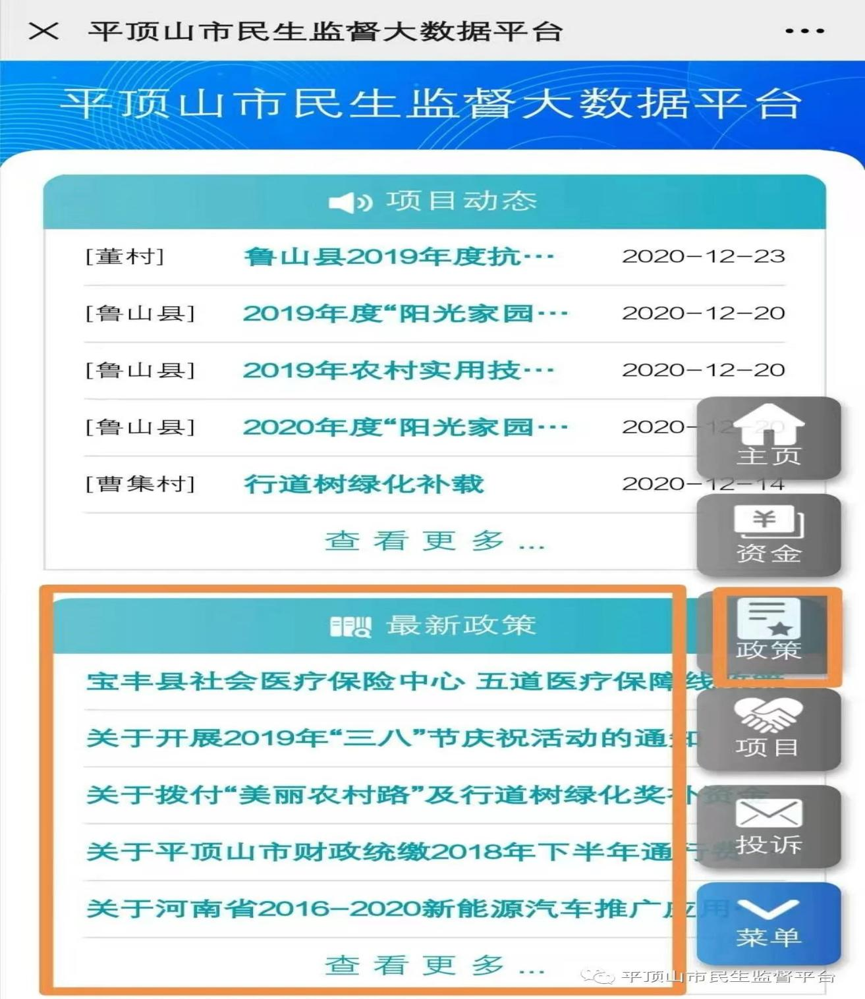 平顶山市民生监督大数据平台
平顶山市民生监督大数据平台
项目动态
[董村] 鲁山县2019年度抗… 2020-12-23
[鲁山县] 2019年度“阳光家园… 2020-12-20
[鲁山县] 2019年农村实用技… 2020-12-20
[鲁山县] 2020年度“阳光家园… 2020-12-20
主页
[曹集村] 行道树绿化补载 2020-12-14
查看更多...
资金
最新政策
政策
宝丰县社会医疗保险中心 五道医疗保障线政策
关于开展2019年“三八”节庆祝活动的通知
项目
关于拨付“美丽农村路”及行道树绿化奖补资金
关于平顶山市财政统缴2018年下半年通行费
投诉
关于河南省2016-2020新能源汽车推广应用
菜单
查看更多...
平顶山市民生监督平台